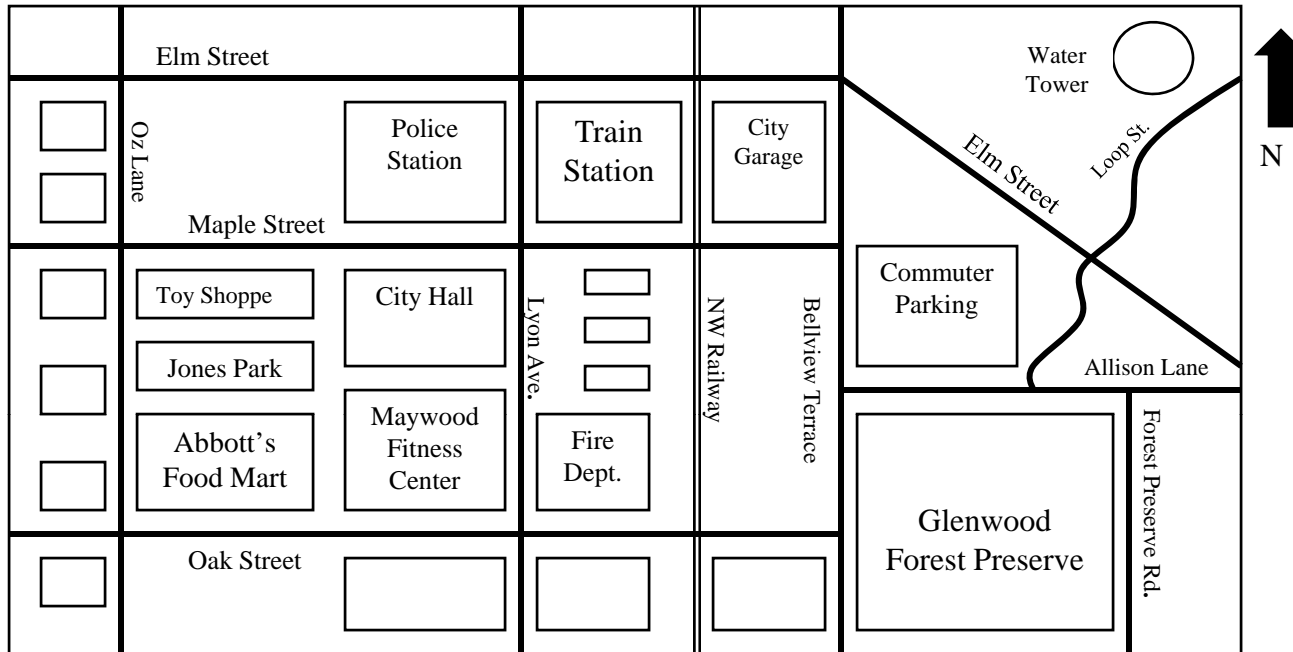 Elm Street
Water
Tower
Oz Lane
Police
Station
Train
Station
City
Garage
Elm Street
Loop St.
N
Maple Street
Toy Shoppe
City Hall
Lyon Ave.
NW Railway
Bellview Terrace
Commuter
Parking
Jones Park
Allison Lane
Abbott's
Food Mart
Maywood
Fitness
Center
Fire
Dept.
Glenwood
Forest Preserve
Forest Preserve Rd.
Oak Street